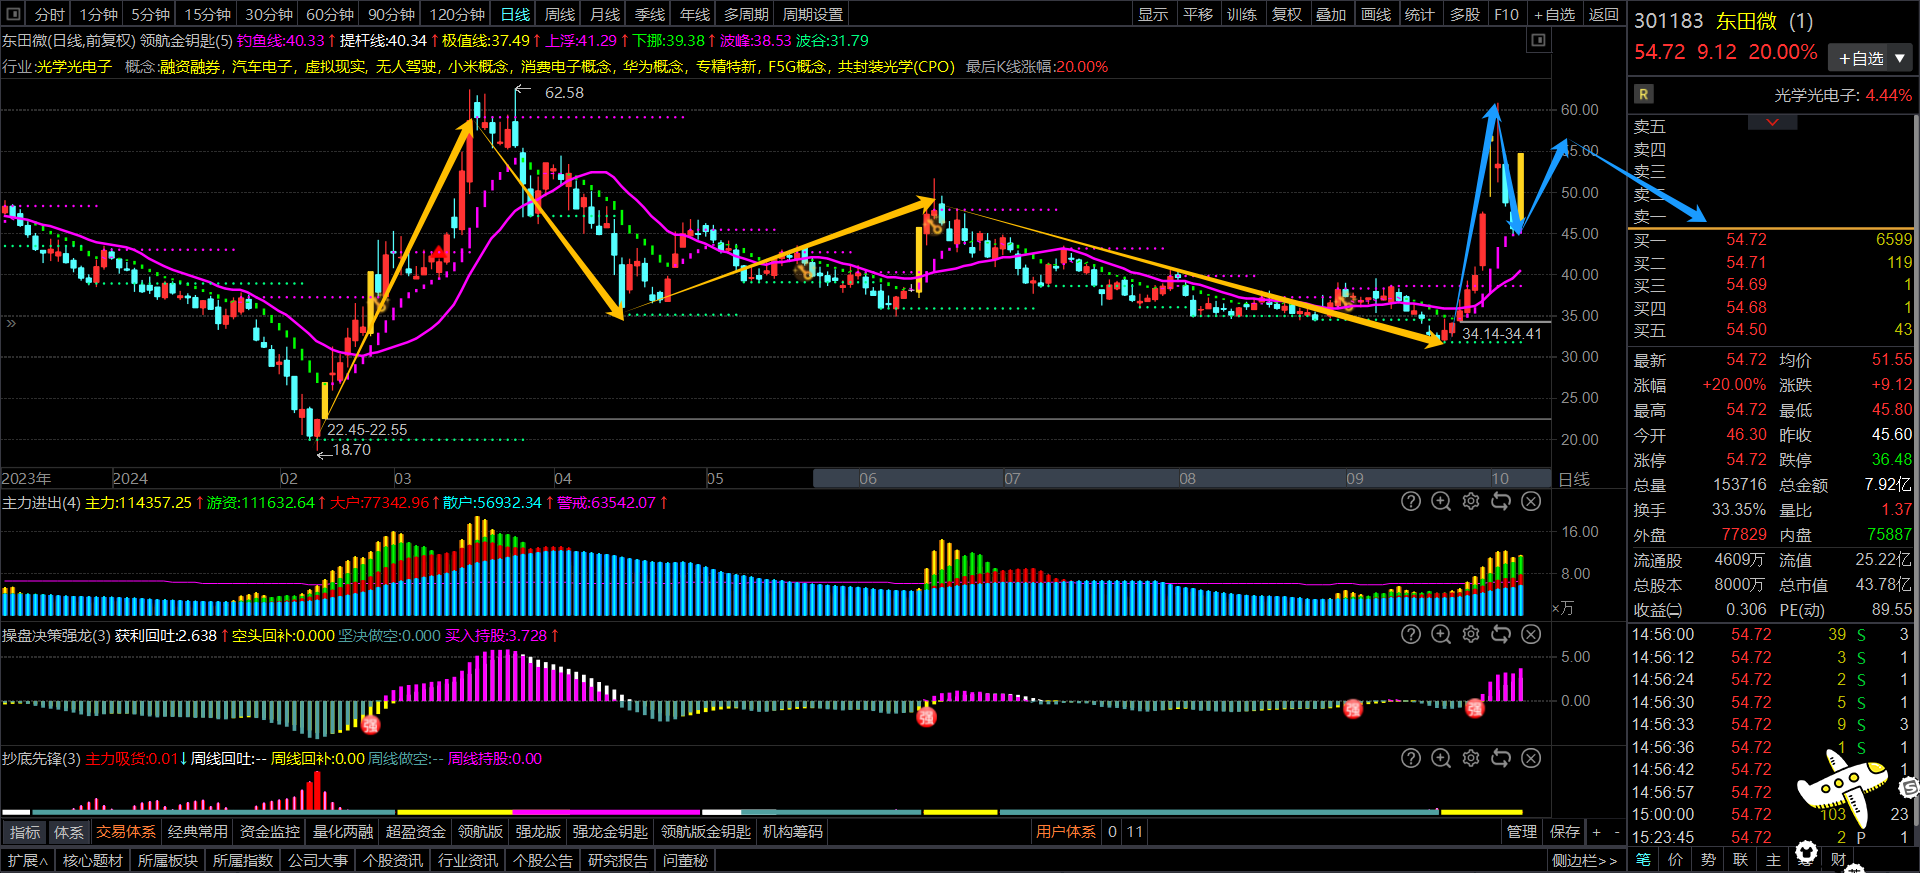 分时 1分钟 5分钟 15分钟 30分钟 60分钟 90分钟 120分钟 日线 周线 月线 季线 年线 多周期 周期设置 显示 平移 训练 复权 叠加 画线 统计 多股 F10 +自选 返回
东田微(日线,前复权) 领航金钥匙(5) 钓鱼线:40.33↑提杆线:40.34↑极值线:37.49↑上浮:41.29↑下挪:39.38↑波峰:38.53 波谷:31.79
行业:光学光电子 概念:融资融券, 汽车电子, 虚拟现实, 无人驾驶, 小米概念, 消费电子概念, 华为概念, 专精特新, F5G概念, 共封装光学(CPO) 最后K线涨幅:20.00%
62.58
60.00
55.00
50.00
45.00
40.00
35.00
34.14-34.41
30.00
25.00
22.45-22.55
20.00
18.70
2023年 2024 02 03 04 05 06 07 08 09 10 日线
主力进出(4) 主力:114357.25↑游资:111632.64↑大户:77342.96↑散户:56932.34↑警戒:63542.07↑
16.00
8.00
×万
操盘决策强龙(3) 获利回吐:2.638↑空头回补:0.000 坚决做空:0.000 买入持股:3.728↑
5.00
0.00
强 强 强 强
抄底先锋(3) 主力吸货:0.01↓周线回吐:-- 周线回补:0.00 周线做空:-- 周线持股:0.00
指标 体系 交易体系 经典常用 资金监控 量化两融 超盈资金 领航版 强龙版 强龙金钥匙 领航版金钥匙 机构筹码 用户体系 0 11 管理 保存 + -
扩展∧ 核心题材 所属板块 所属指数 公司大事 个股资讯 行业资讯 个股公告 研究报告 问董秘 侧边栏>>
301183 东田微 (1)
54.72 9.12 20.00% +自选 ▼
R 光学光电子: 4.44%
卖五
卖四
卖三
卖二
卖一
买一 54.72 6599
买二 54.71 119
买三 54.69 1
买四 54.68 1
买五 54.50 43
最新 54.72 均价 51.55
涨幅 +20.00% 涨跌 +9.12
最高 54.72 最低 45.80
今开 46.30 昨收 45.60
涨停 54.72 跌停 36.48
总量 153716 总金额 7.92亿
换手 33.35% 量比 1.37
外盘 77829 内盘 75887
流通股 4609万 流值 25.22亿
总股本 8000万 总市值 43.78亿
收益㈡ 0.306 PE(动) 89.55
14:56:00 54.72 39 S 3
14:56:12 54.72 3 S 1
14:56:24 54.72 2 S 1
14:56:30 54.72 5 S 1
14:56:33 54.72 9 S 3
14:56:36 54.72 1 S 1
14:56:42 54.72 1
14:56:57 54.72
15:00:00 54.72 103 23
15:23:45 54.72 2 P 1
笔 价 势 联 主 财